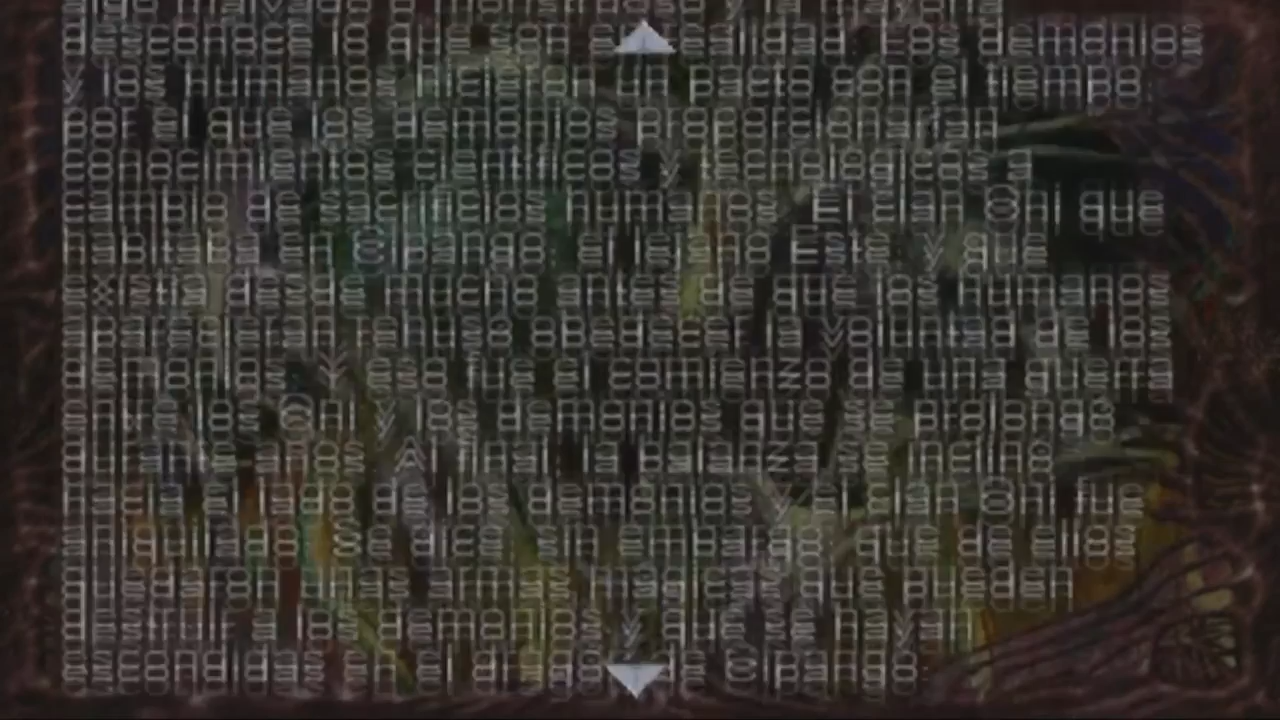 algo malvado o monstruoso y la mayoría
desconoce lo que son en realidad. Los demonios
y los humanos hicieron un pacto con el tiempo:
por el que los demonios proporcionarían
conocimientos científicos y tecnológicos a
cambio de sacrificios humanos. El clan Oni que
habitaba en Cipango, el lejano Este y que
existía desde mucho antes de que los humanos
aparecieran rehusó obedecer la voluntad de los
demonios. Y eso fue el comienzo de una guerra
entre los Oni y los demonios que se prolongó
durante años. Al final, la balanza se inclinó
hacia el lado de los demonios y el clan Oni fue
aniquilado. Se dice, sin embargo, que de ellos
quedaron unas armas mágicas que pueden
destruir a los demonios y que se hayan
escondidas en el dragón de Cipango.